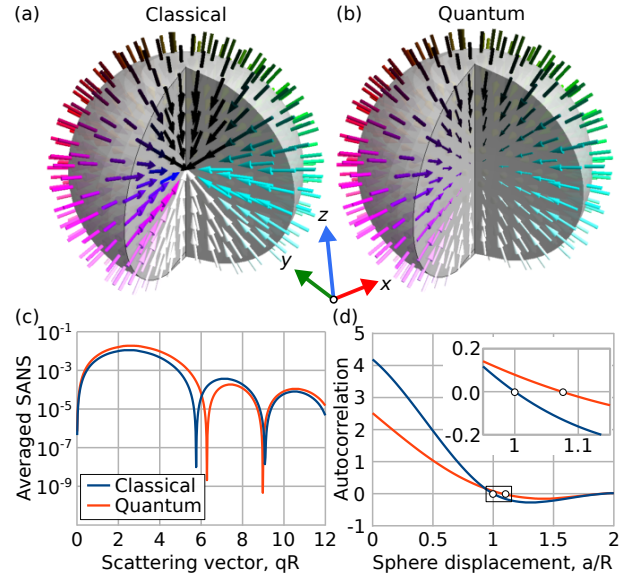 (a) Classical
(b) Quantum
z
y
x
(c)
10⁻¹
10⁻³
10⁻⁵
10⁻⁷
10⁻⁹
Averaged SANS
Classical
Quantum
0 2 4 6 8 10 12
Scattering vector, qR
(d)
5
4
3
2
1
0
-1
Autocorrelation
0.2
0.0
-0.2
1 1.1
0 0.5 1 1.5 2
Sphere displacement, a/R